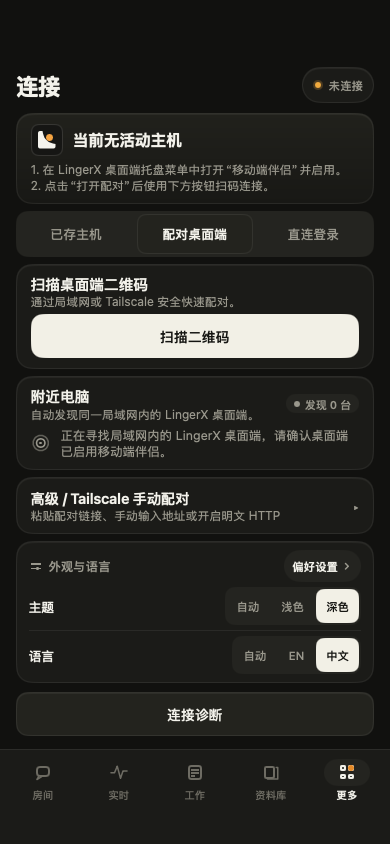 连接
未连接
当前无活动主机
1. 在 LingerX 桌面端托盘菜单中打开“移动端伴侣”并启用。
2. 点击“打开配对”后使用下方按钮扫码连接。
已存主机
配对桌面端
直连登录
扫描桌面端二维码
通过局域网或 Tailscale 安全快速配对。
扫描二维码
附近电脑
自动发现同一局域网内的 LingerX 桌面端。
发现 0 台
正在寻找局域网内的 LingerX 桌面端，请确认桌面端
已启用移动端伴侣。
高级 / Tailscale 手动配对
粘贴配对链接、手动输入地址或开启明文 HTTP
外观与语言
偏好设置
主题
自动
浅色
深色
语言
自动
EN
中文
连接诊断
房间
实时
工作
资料库
更多